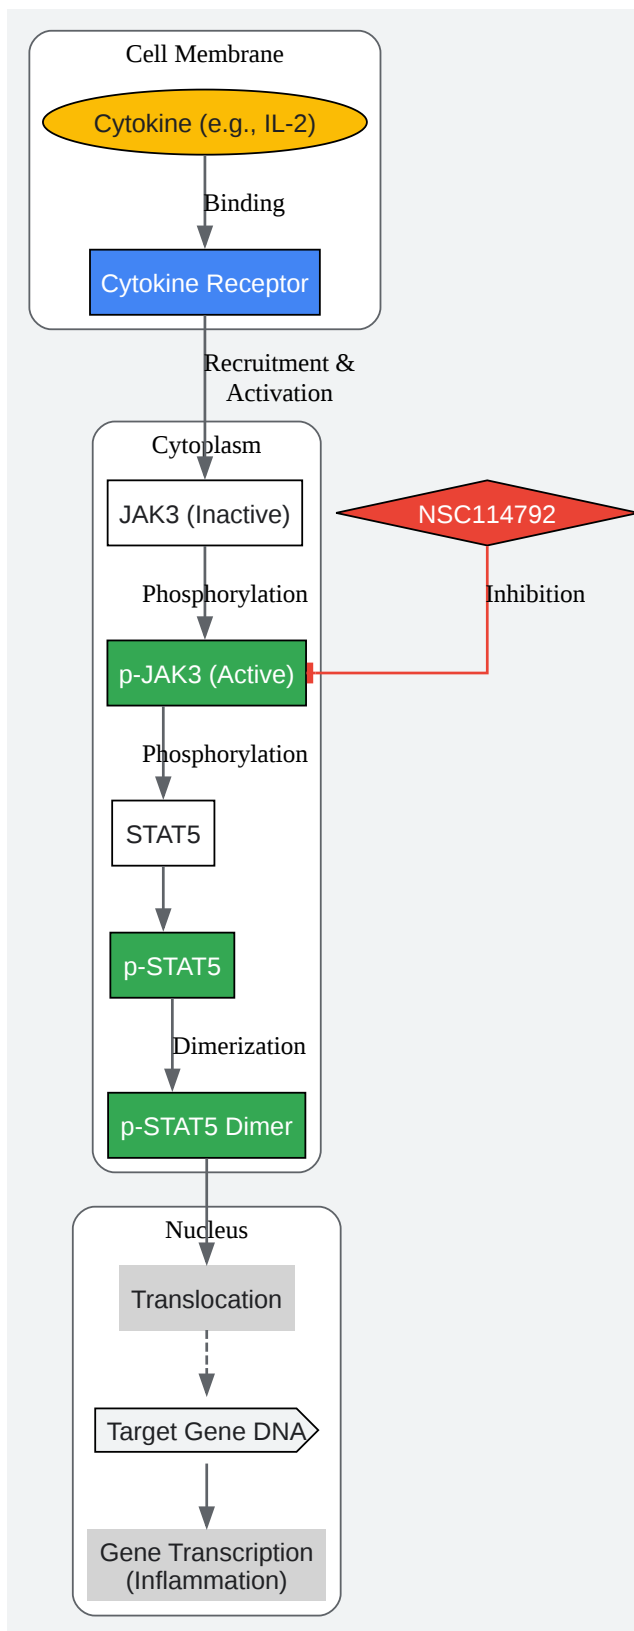 Cell Membrane
Cytokine (e.g., IL-2)
Binding
Cytokine Receptor
Recruitment &
Activation
Cytoplasm
JAK3 (Inactive)
NSC114792
Phosphorylation
Inhibition
p-JAK3 (Active)
Phosphorylation
STAT5
p-STAT5
Dimerization
p-STAT5 Dimer
Nucleus
Translocation
Target Gene DNA
Gene Transcription
(Inflammation)